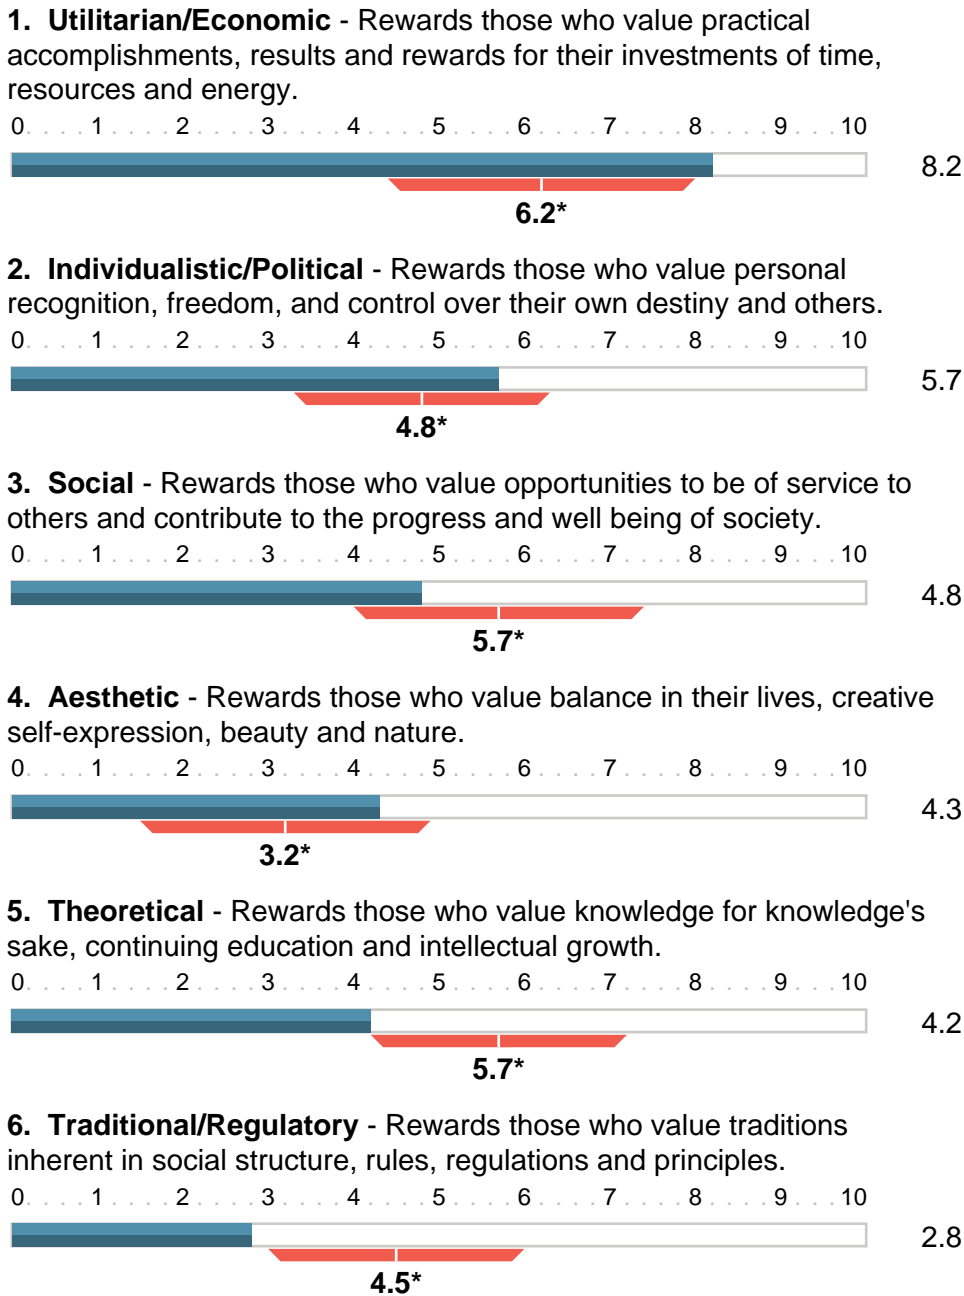 1. Utilitarian/Economic - Rewards those who value practical
accomplishments, results and rewards for their investments of time,
resources and energy.
0. . . . 1 . . . . 2 . . . . 3 . . . . 4 . . . . 5 . . . . 6 . . . . 7 . . . . 8 . . . . 9 . . . 10
8.2
6.2*
2. Individualistic/Political - Rewards those who value personal
recognition, freedom, and control over their own destiny and others.
0. . . . 1 . . . . 2 . . . . 3 . . . . 4 . . . . 5 . . . . 6 . . . . 7 . . . . 8 . . . . 9 . . . 10
5.7
4.8*
3. Social - Rewards those who value opportunities to be of service to
others and contribute to the progress and well being of society.
0. . . . 1 . . . . 2 . . . . 3 . . . . 4 . . . . 5 . . . . 6 . . . . 7 . . . . 8 . . . . 9 . . . 10
4.8
5.7*
4. Aesthetic - Rewards those who value balance in their lives, creative
self-expression, beauty and nature.
0. . . . 1 . . . . 2 . . . . 3 . . . . 4 . . . . 5 . . . . 6 . . . . 7 . . . . 8 . . . . 9 . . . 10
4.3
3.2*
5. Theoretical - Rewards those who value knowledge for knowledge's
sake, continuing education and intellectual growth.
0. . . . 1 . . . . 2 . . . . 3 . . . . 4 . . . . 5 . . . . 6 . . . . 7 . . . . 8 . . . . 9 . . . 10
4.2
5.7*
6. Traditional/Regulatory - Rewards those who value traditions
inherent in social structure, rules, regulations and principles.
0. . . . 1 . . . . 2 . . . . 3 . . . . 4 . . . . 5 . . . . 6 . . . . 7 . . . . 8 . . . . 9 . . . 10
2.8
4.5*